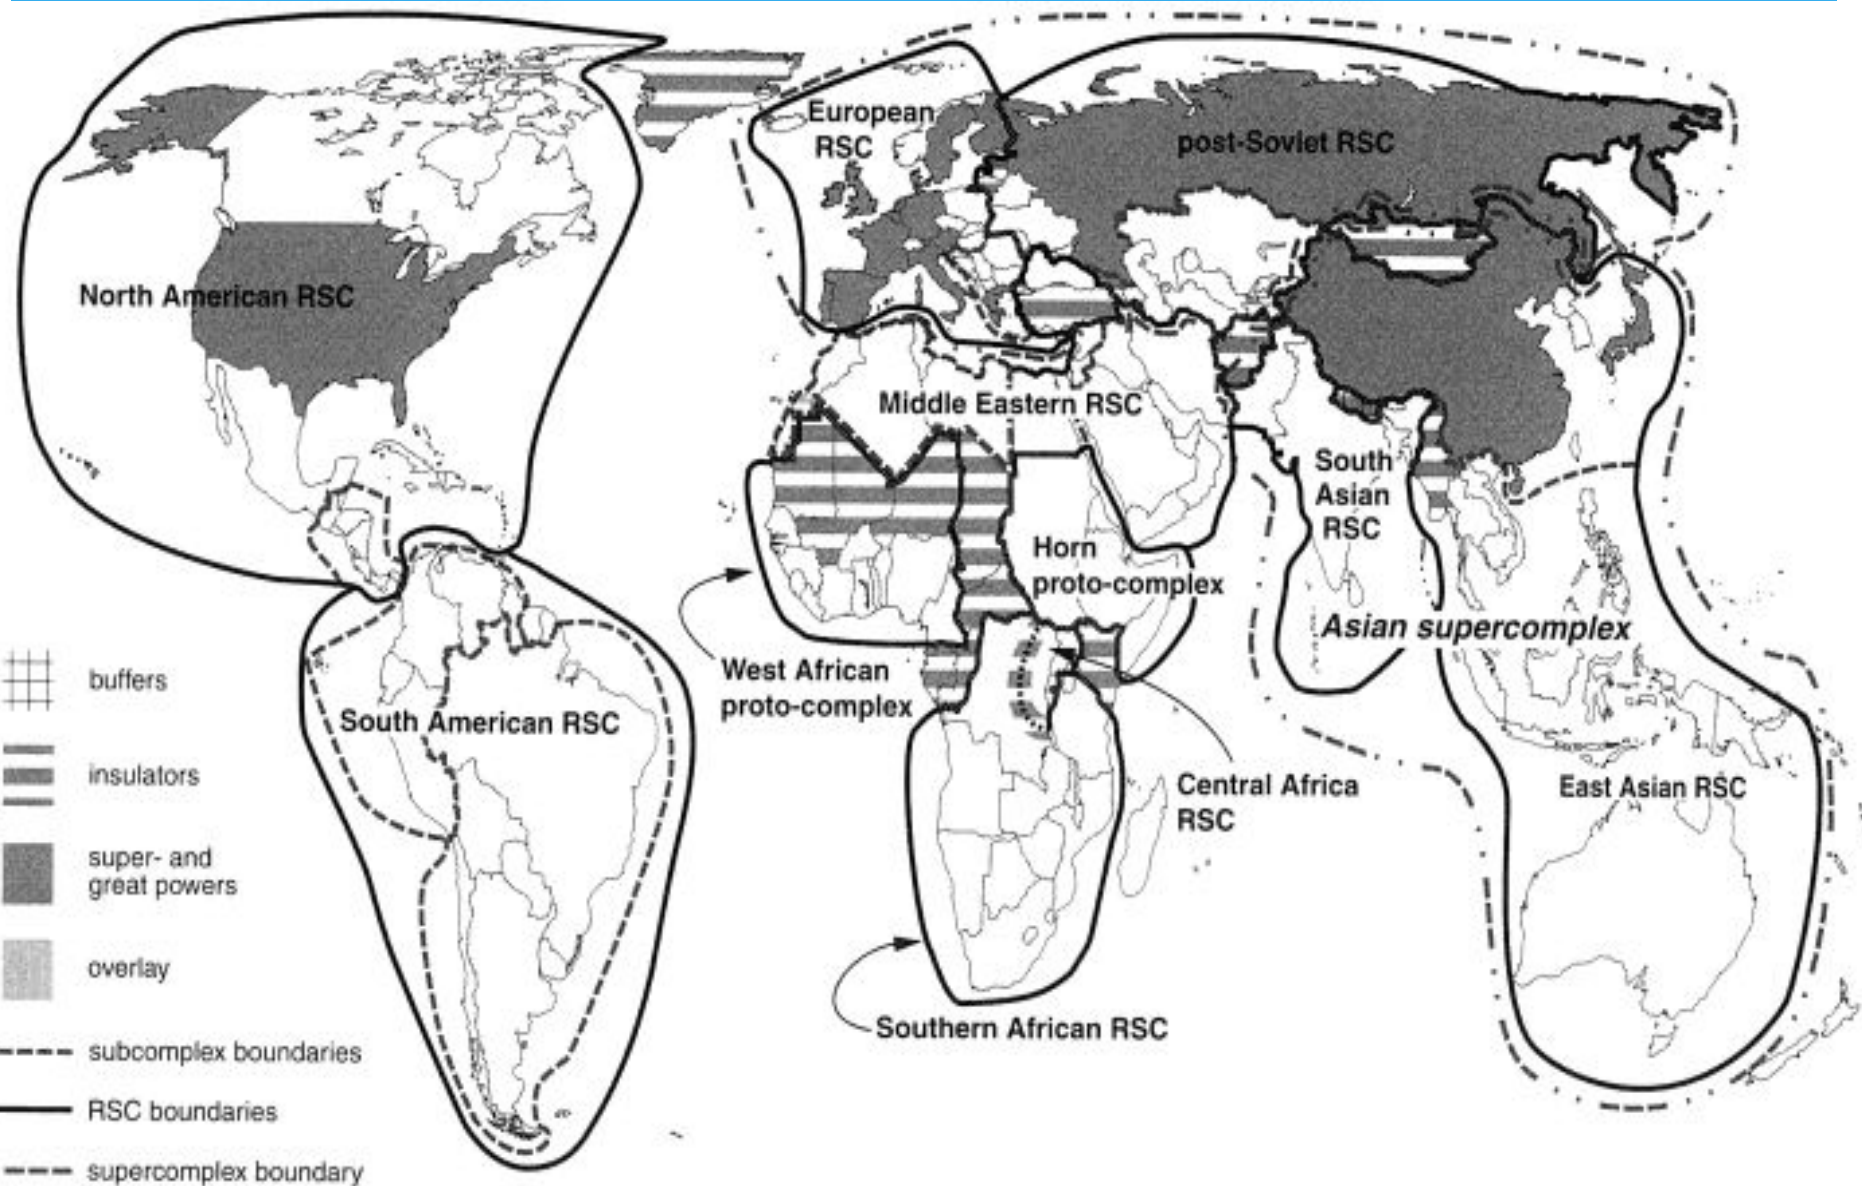 European
RSC
post-Soviet RSC
North American RSC
Middle Eastern RSC
South
Asian
RSC
Horn
proto-complex
Asian supercomplex
West African
proto-complex
South American RSC
Central Africa
RSC
East Asian RSC
Southern African RSC
buffers
insulators
super- and
great powers
overlay
subcomplex boundaries
RSC boundaries
supercomplex boundary